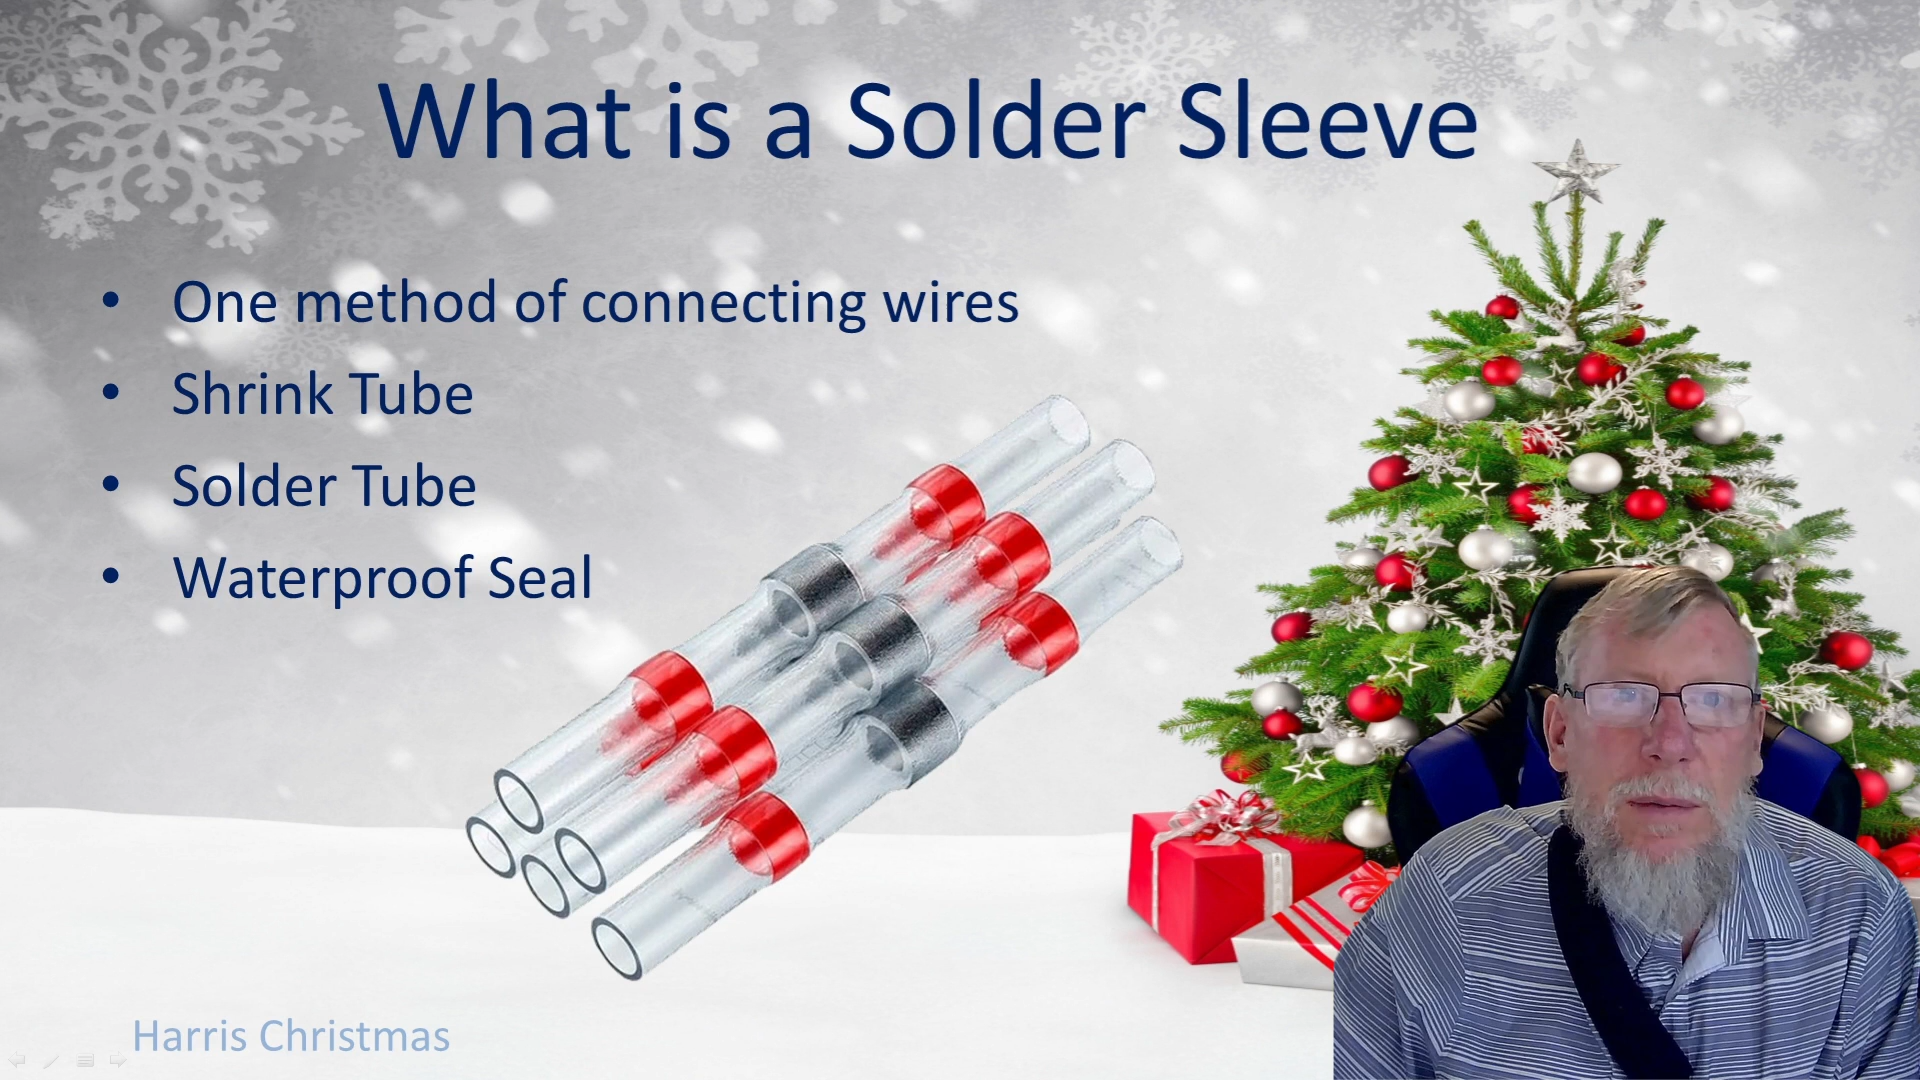 What is a Solder Sleeve
• One method of connecting wires
• Shrink Tube
• Solder Tube
• Waterproof Seal
Harris Christmas